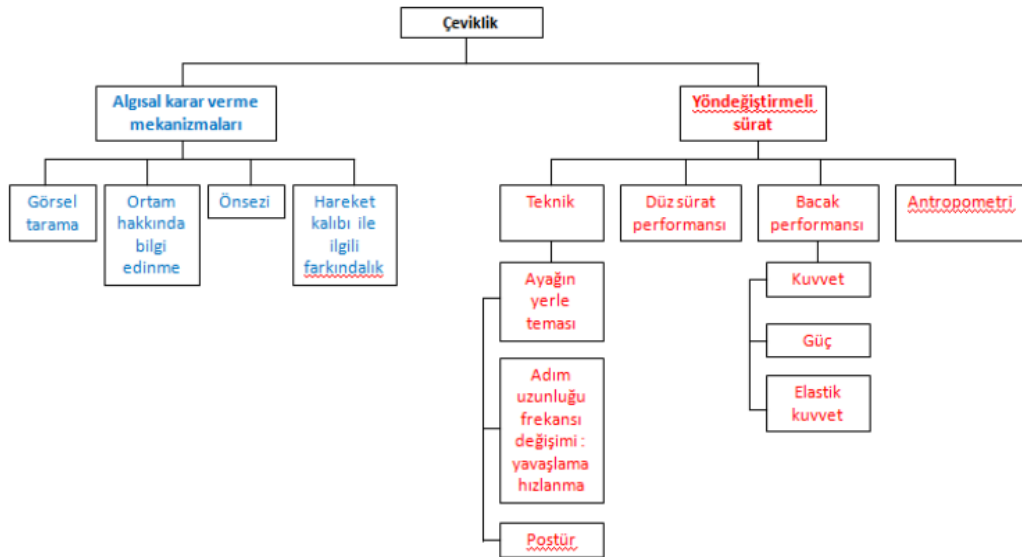 Çeviklik
Algısal karar verme
mekanizmaları
Yöndeğiştirmeli
sürat
Görsel
tarama
Ortam
hakkında
bilgi
edinme
Önsezi
Hareket
kalıbı ile
ilgili
farkındalık
Teknik
Düz sürat
performansı
Bacak
performansı
Antropometri
Ayağın
yerle
teması
Adım
uzunluğu
frekansı
değişimi :
yavaşlama
hızlanma
Postür
Kuvvet
Güç
Elastik
kuvvet